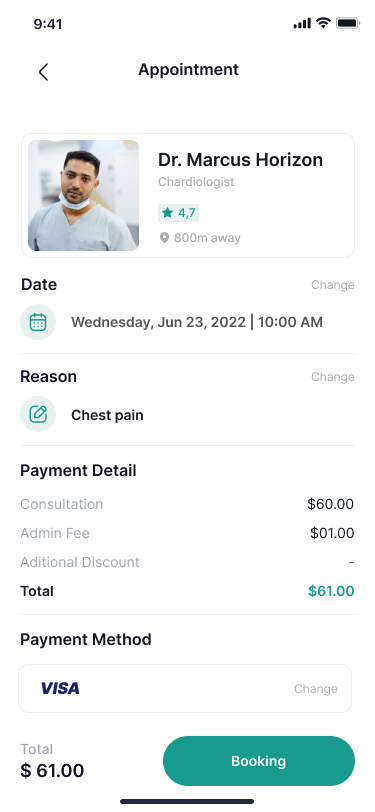 9:41
Appointment
Dr. Marcus Horizon
Chardiologist
4,7
800m away
Date Change
Wednesday, Jun 23, 2022 | 10:00 AM
Reason Change
Chest pain
Payment Detail
Consultation $60.00
Admin Fee $01.00
Aditional Discount -
Total $61.00
Payment Method
VISA Change
Total
$ 61.00
Booking